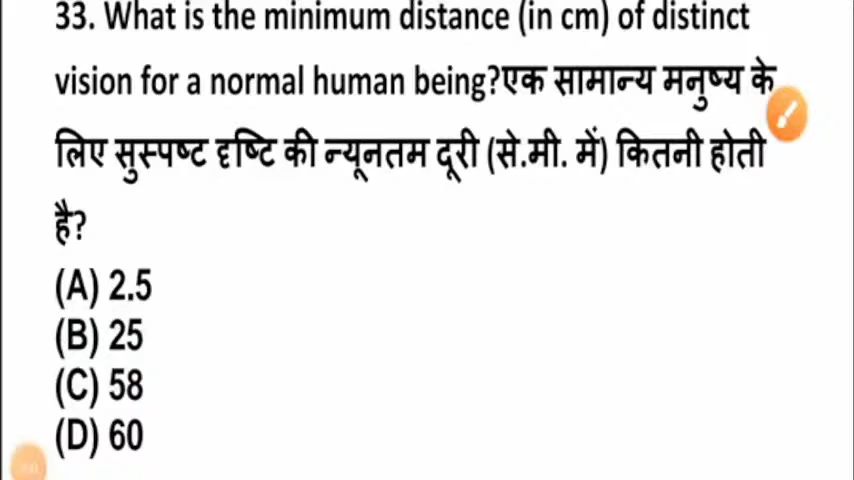 33. What is the minimum distance (in cm) of distinct
vision for a normal human being?एक सामान्य मनुष्य के
लिए सुस्पष्ट दृष्टि की न्यूनतम दूरी (से.मी. में) कितनी होती
है?
(A) 2.5
(B) 25
(C) 58
(D) 60